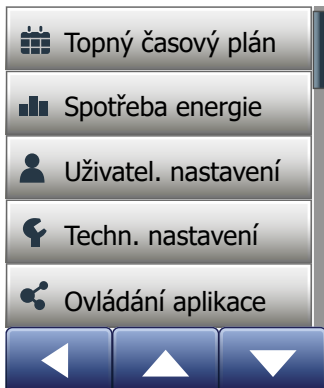 Topný časový plán
Spotřeba energie
Uživatel. nastavení
Techn. nastavení
Ovládání aplikace